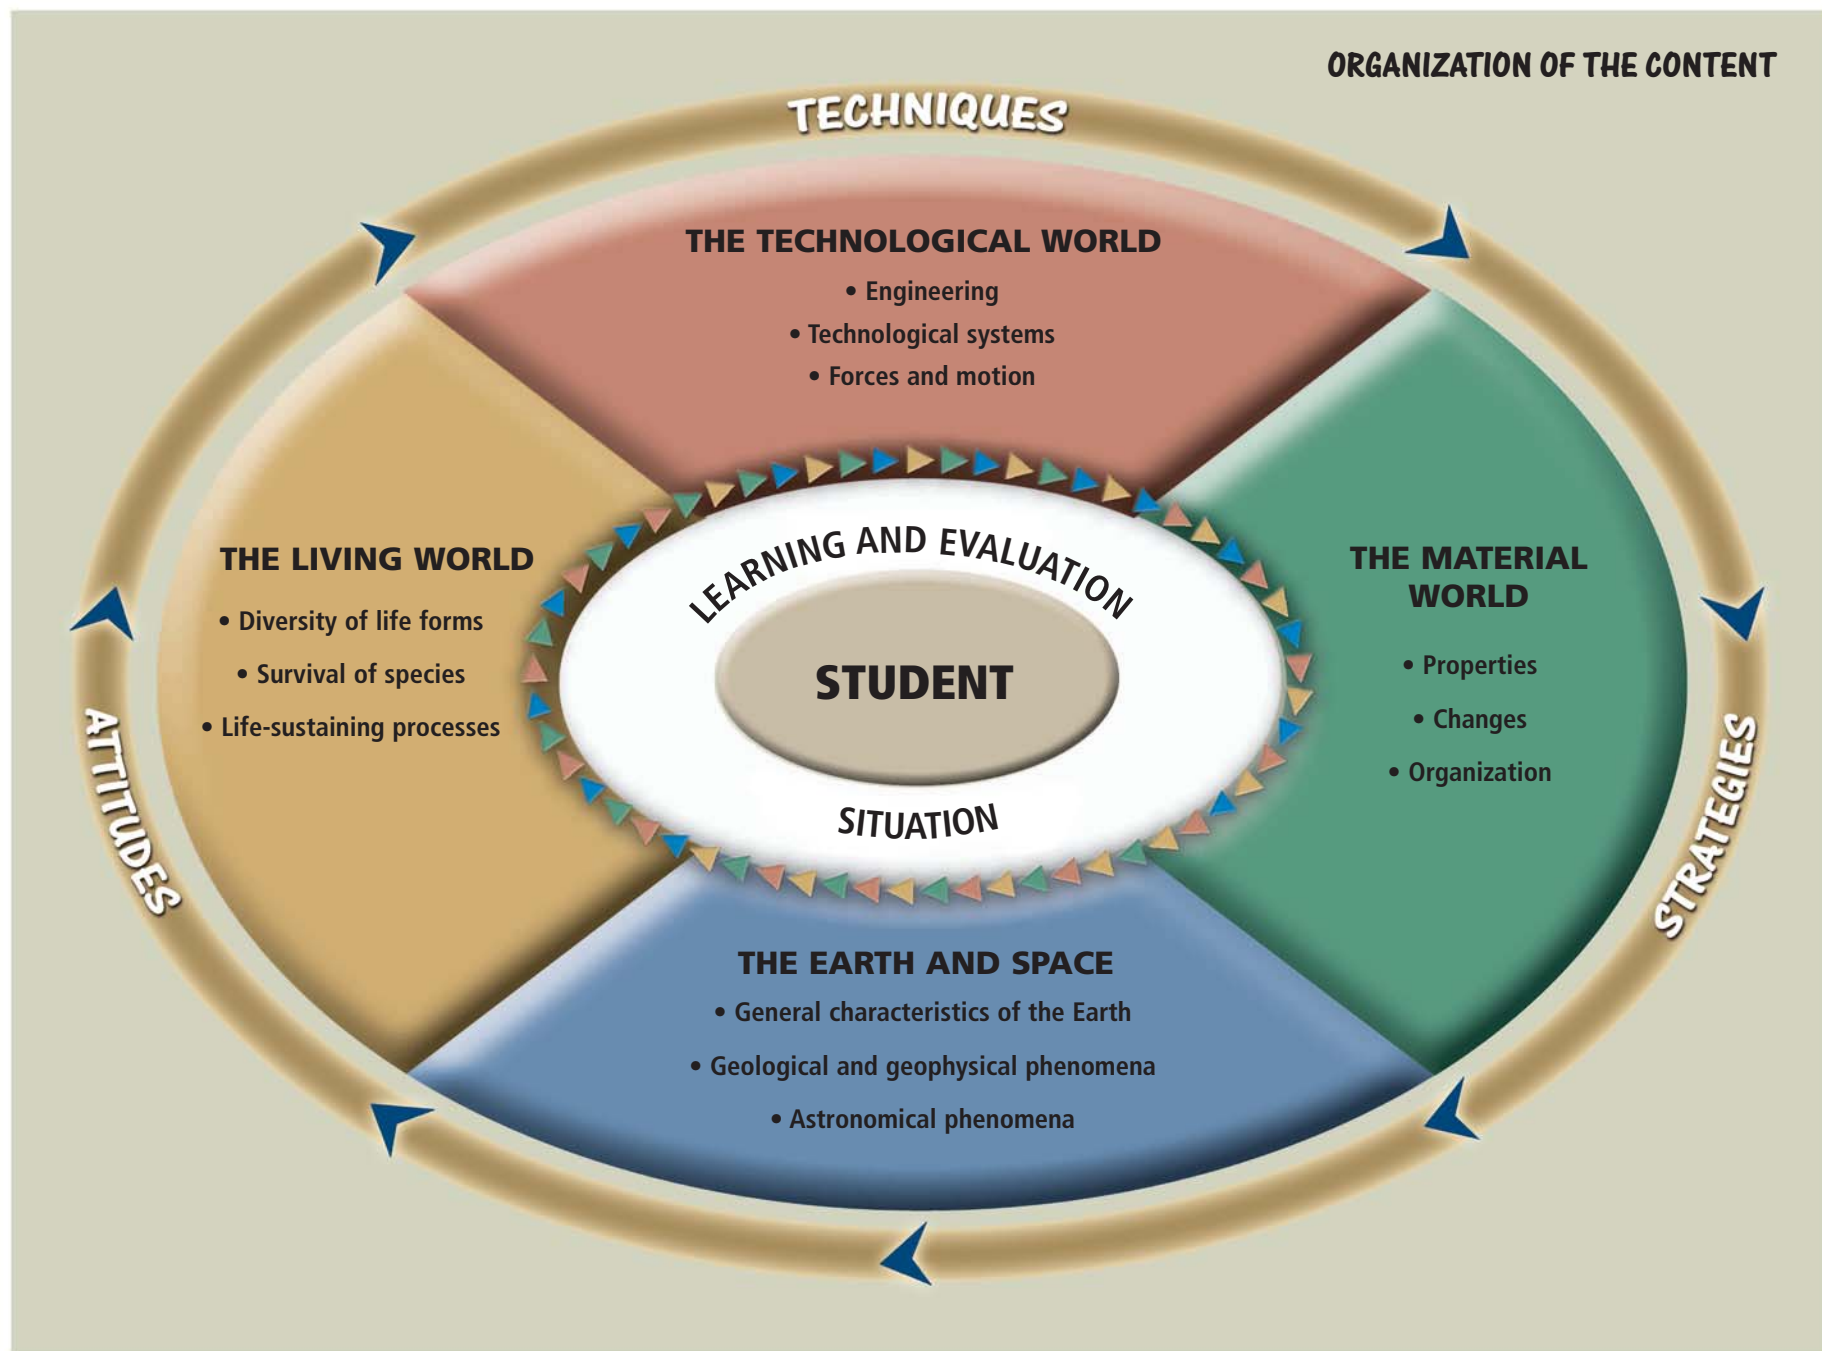 ORGANIZATION OF THE CONTENT
TECHNIQUES
THE TECHNOLOGICAL WORLD
• Engineering
• Technological systems
• Forces and motion
THE LIVING WORLD
• Diversity of life forms
• Survival of species
• Life-sustaining processes
LEARNING AND EVALUATION
STUDENT
SITUATION
THE MATERIAL
WORLD
• Properties
• Changes
• Organization
ATTITUDES
STRATEGIES
THE EARTH AND SPACE
• General characteristics of the Earth
• Geological and geophysical phenomena
• Astronomical phenomena